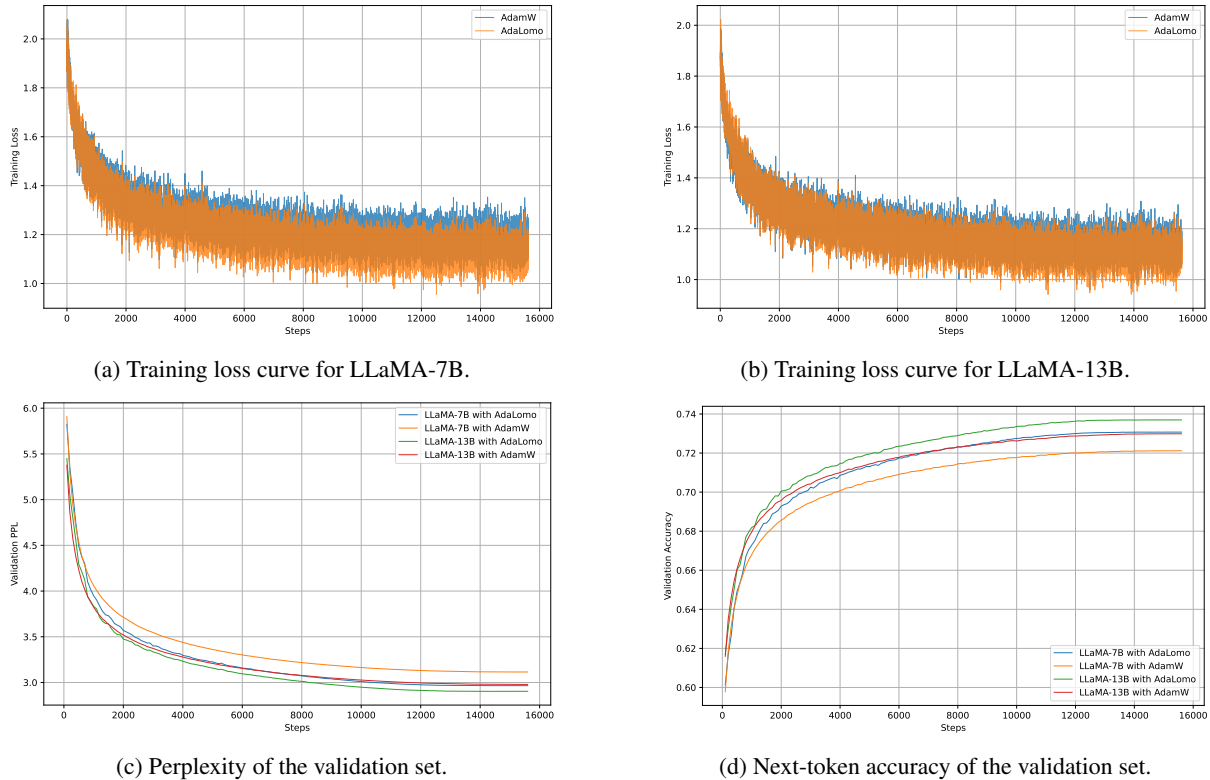 2.0
1.8
1.6
1.4
1.2
1.0
Training Loss
0 2000 4000 6000 8000 10000 12000 14000 16000
Steps
AdamW
AdaLomo
(a) Training loss curve for LLaMA-7B.
2.0
1.8
1.6
1.4
1.2
1.0
Training Loss
0 2000 4000 6000 8000 10000 12000 14000 16000
Steps
AdamW
AdaLomo
(b) Training loss curve for LLaMA-13B.
6.0
5.5
5.0
4.5
4.0
3.5
3.0
Validation PPL
0 2000 4000 6000 8000 10000 12000 14000 16000
Steps
LLaMA-7B with AdaLomo
LLaMA-7B with AdamW
LLaMA-13B with AdaLomo
LLaMA-13B with AdamW
(c) Perplexity of the validation set.
0.74
0.72
0.70
0.68
0.66
0.64
0.62
0.60
Validation Accuracy
0 2000 4000 6000 8000 10000 12000 14000 16000
Steps
LLaMA-7B with AdaLomo
LLaMA-7B with AdamW
LLaMA-13B with AdaLomo
LLaMA-13B with AdamW
(d) Next-token accuracy of the validation set.